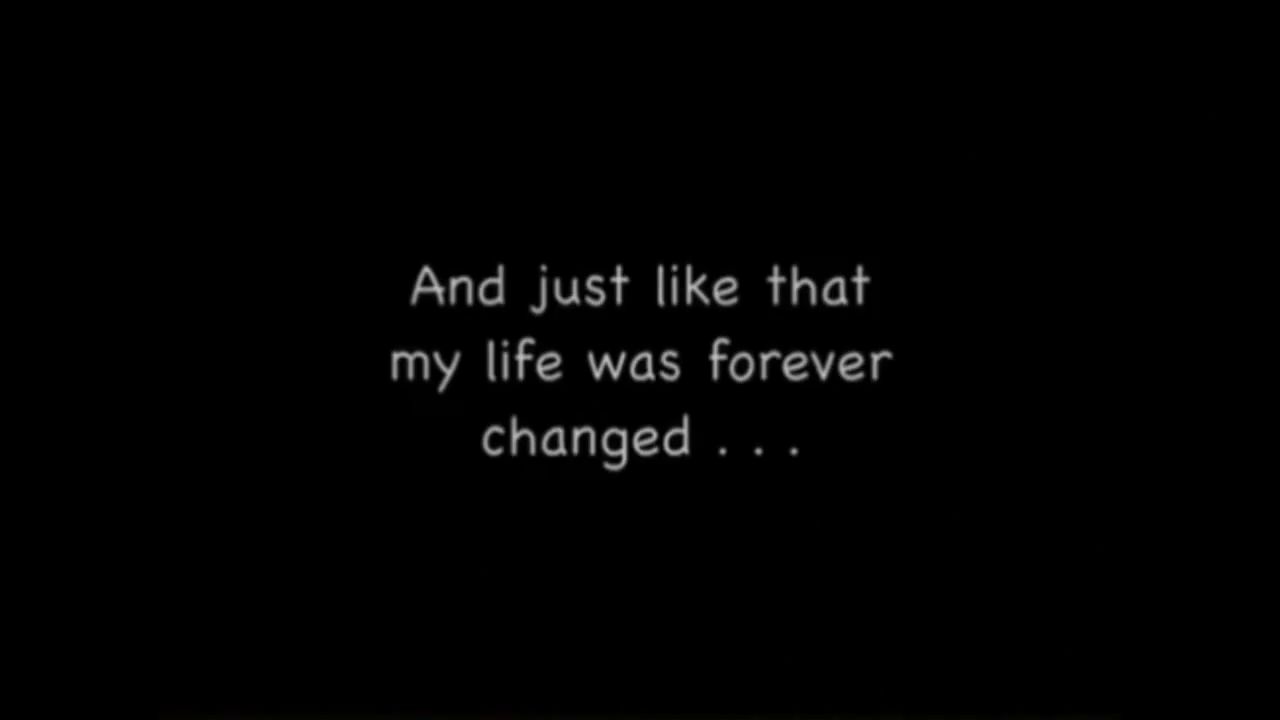 And just like that
my life was forever
changed . . .